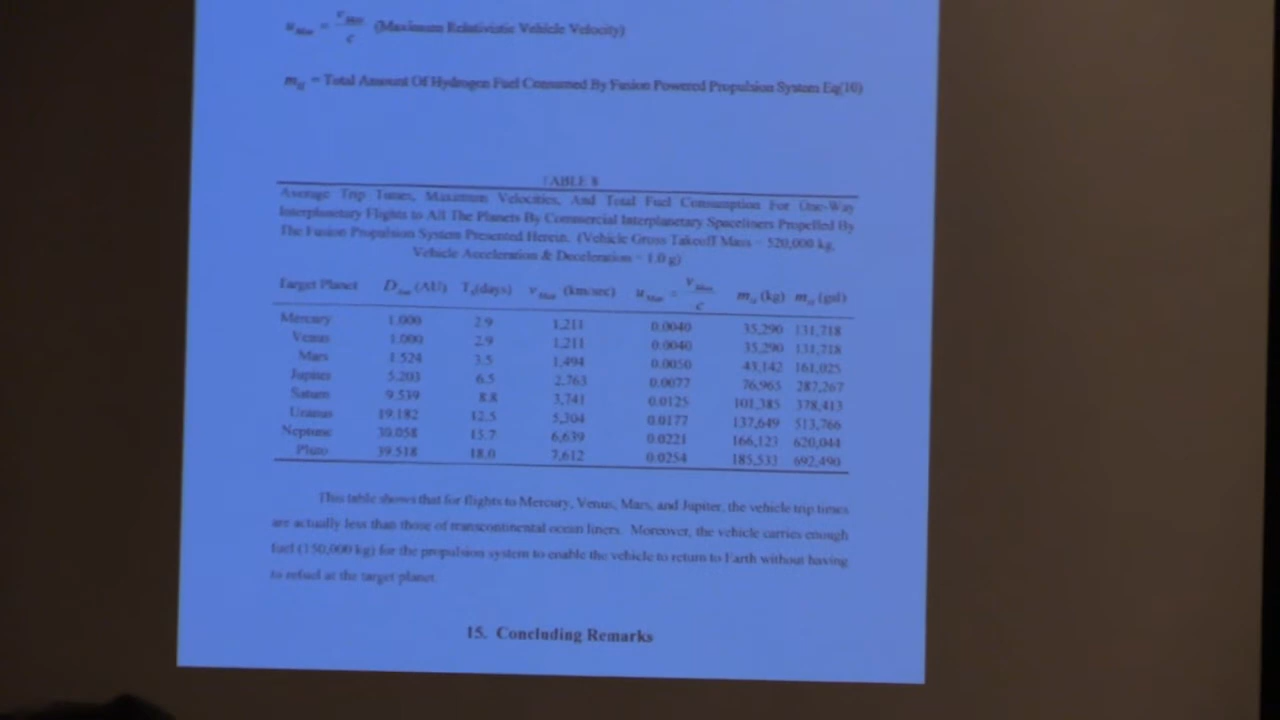 u Max = v Max / c (Maximum Relativistic Vehicle Velocity)
m_H = Total Amount Of Hydrogen Fuel Consumed By Fusion Powered Propulsion System Eq(10)
TABLE 8
Average Trip Times, Maximum Velocities, And Total Fuel Consumption For One-Way
Interplanetary Flights to All The Planets By Commercial Interplanetary Spaceliners Propelled By
The Fusion Propulsion System Presented Herein. (Vehicle Gross Takeoff Mass = 520,000 kg,
Vehicle Acceleration & Deceleration = 1.0 g)
Target Planet D (AU) T (days) v Max (km/sec) u Max = v Max / c m_H (kg) m_H (gal)
Mercury 1.000 2.9 1,211 0.0040 35,290 131,718
Venus 1.000 2.9 1,211 0.0040 35,290 131,718
Mars 1.524 3.5 1,494 0.0050 43,142 161,025
Jupiter 5.203 6.5 2,763 0.0077 76,965 287,267
Saturn 9.539 8.8 3,741 0.0125 101,385 378,413
Uranus 19.182 12.5 5,304 0.0177 137,649 513,766
Neptune 30.058 15.7 6,639 0.0221 166,123 620,044
Pluto 39.518 18.0 7,612 0.0254 185,533 692,490
This table shows that for flights to Mercury, Venus, Mars, and Jupiter, the vehicle trip times
are actually less than those of transcontinental ocean liners. Moreover, the vehicle carries enough
fuel (150,000 kg) for the propulsion system to enable the vehicle to return to Earth without having
to refuel at the target planet.
15. Concluding Remarks